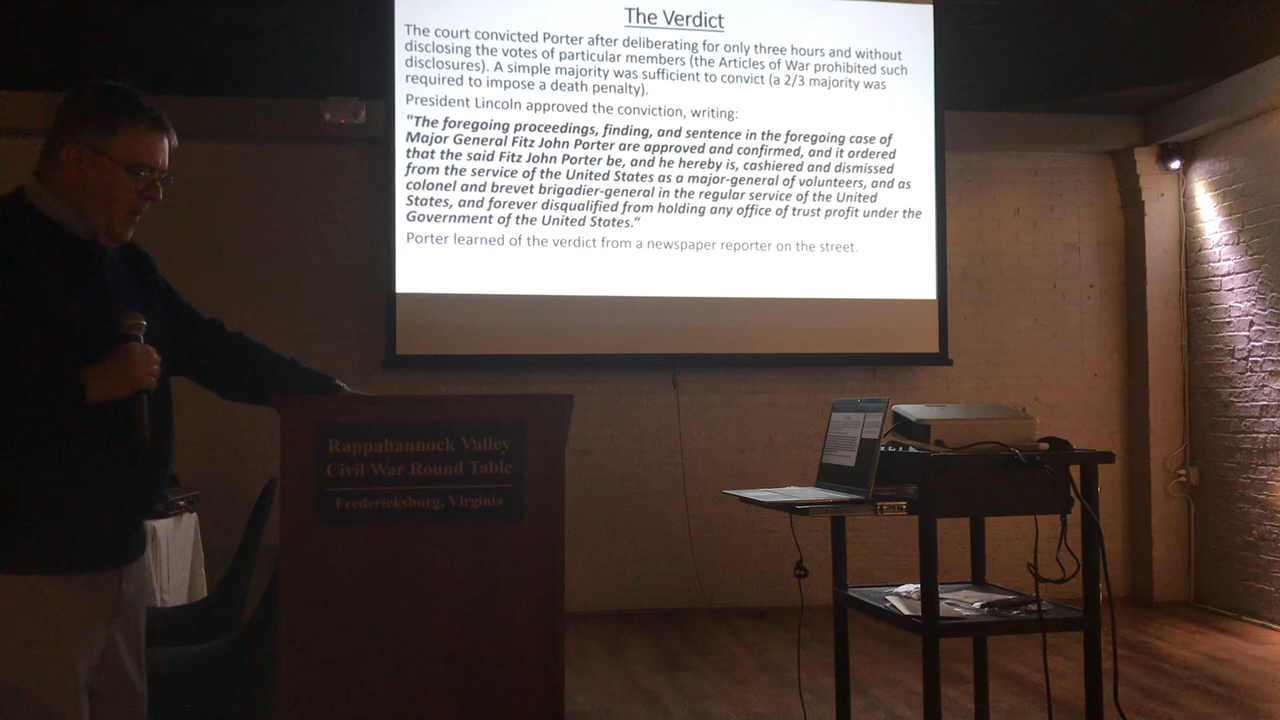 The Verdict
The court convicted Porter after deliberating for only three hours and without
disclosing the votes of particular members (the Articles of War prohibited such
disclosures). A simple majority was sufficient to convict (a 2/3 majority was
required to impose a death penalty).
President Lincoln approved the conviction, writing:
"The foregoing proceedings, finding, and sentence in the foregoing case of
Major General Fitz John Porter are approved and confirmed, and it ordered
that the said Fitz John Porter be, and he hereby is, cashiered and dismissed
from the service of the United States as a major-general of volunteers, and as
colonel and brevet brigadier-general in the regular service of the United
States, and forever disqualified from holding any office of trust profit under the
Government of the United States.“
Porter learned of the verdict from a newspaper reporter on the street.
Rappahannock Valley
Civil War Round Table
Fredericksburg, Virginia